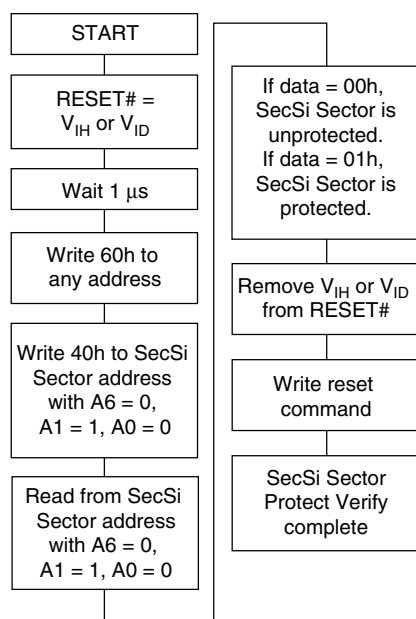 START
RESET# =
V_IH or V_ID
Wait 1 μs
Write 60h to
any address
Write 40h to SecSi
Sector address
with A6 = 0,
A1 = 1, A0 = 0
Read from SecSi
Sector address
with A6 = 0,
A1 = 1, A0 = 0
If data = 00h,
SecSi Sector is
unprotected.
If data = 01h,
SecSi Sector is
protected.
Remove V_IH or V_ID
from RESET#
Write reset
command
SecSi Sector
Protect Verify
complete